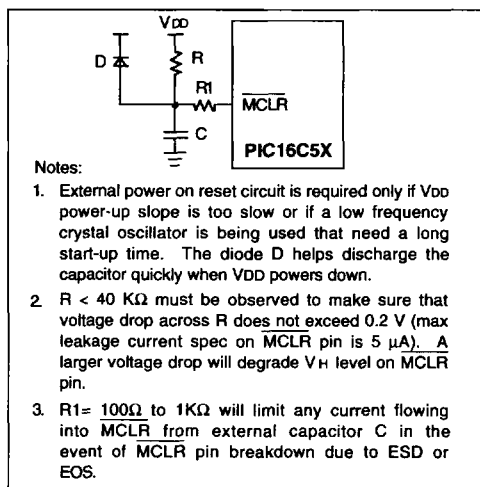 VDD
D
R
R1
MCLR
C
PIC16C5X
Notes:
1. External power on reset circuit is required only if VDD
power-up slope is too slow or if a low frequency
crystal oscillator is being used that need a long
start-up time. The diode D helps discharge the
capacitor quickly when VDD powers down.
2. R < 40 KΩ must be observed to make sure that
voltage drop across R does not exceed 0.2 V (max
leakage current spec on MCLR pin is 5 µA). A
larger voltage drop will degrade VH level on MCLR
pin.
3. R1= 100Ω to 1KΩ will limit any current flowing
into MCLR from external capacitor C in the
event of MCLR pin breakdown due to ESD or
EOS.